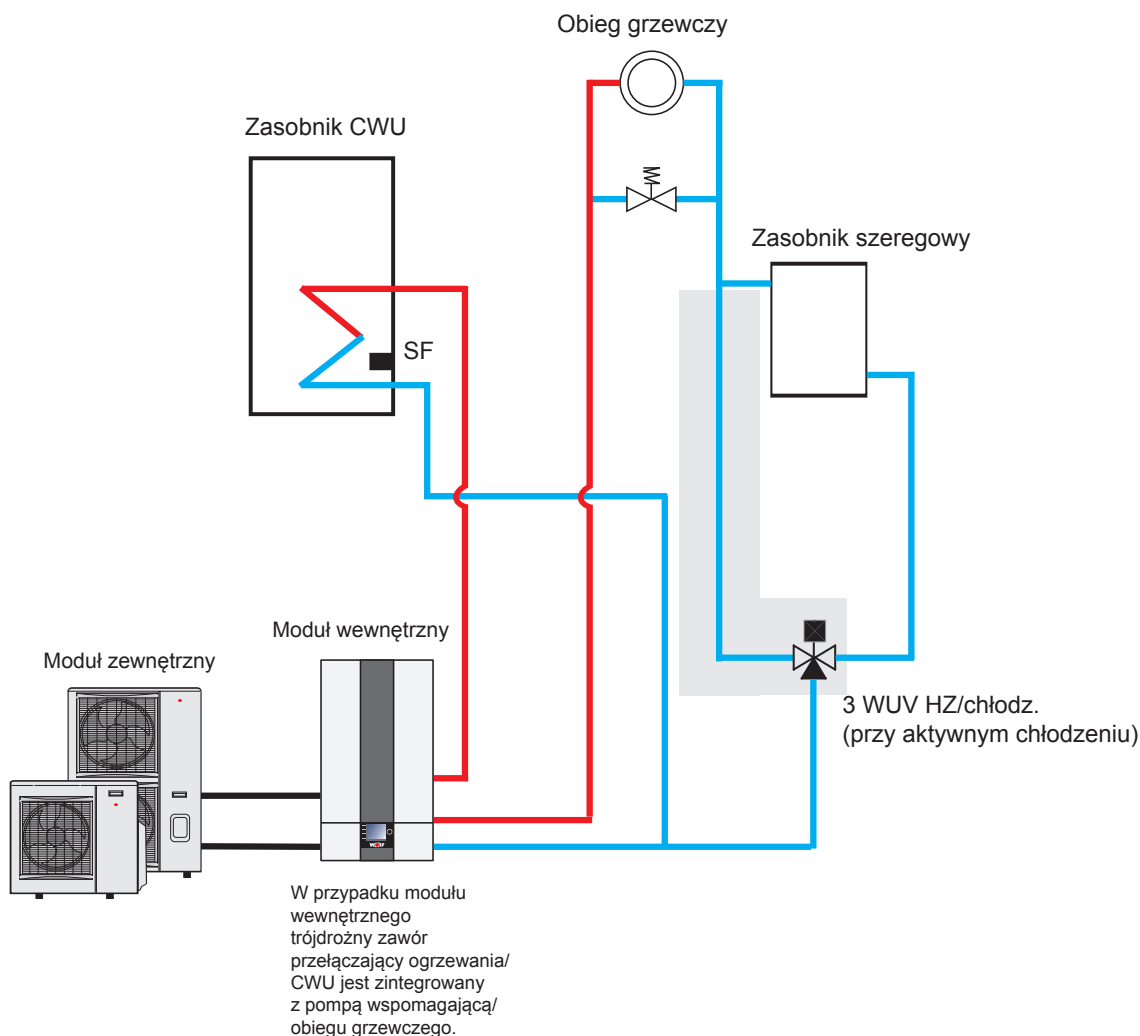 Obieg grzewczy
Zasobnik CWU
Zasobnik szeregowy
SF
Moduł wewnętrzny
Moduł zewnętrzny
3 WUV HZ/chłodz.
(przy aktywnym chłodzeniu)
WOLF
W przypadku modułu
wewnętrznego
trójdrożny zawór
przełączający ogrzewania/
CWU jest zintegrowany
z pompą wspomagającą/
obiegu grzewczego.